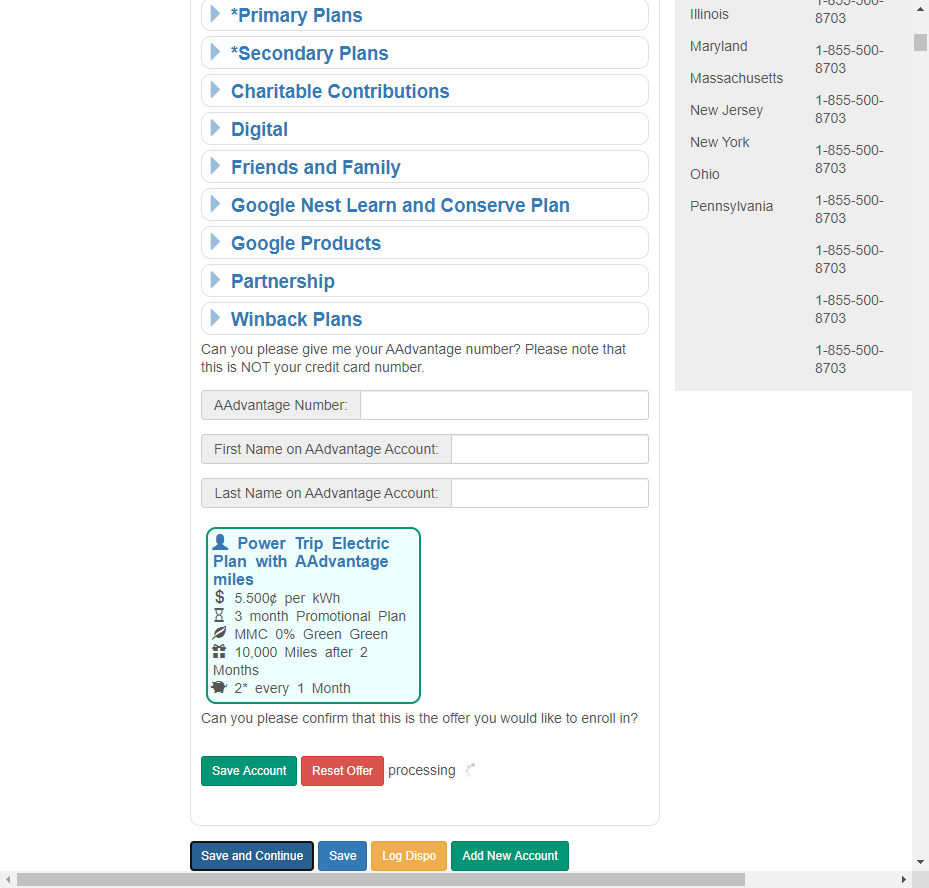 *Primary Plans
*Secondary Plans
Charitable Contributions
Digital
Friends and Family
Google Nest Learn and Conserve Plan
Google Products
Partnership
Winback Plans
Can you please give me your AAdvantage number? Please note that
this is NOT your credit card number.
AAdvantage Number:
First Name on AAdvantage Account:
Last Name on AAdvantage Account:
Power Trip Electric
Plan with AAdvantage
miles
$ 5.500¢ per kWh
3 month Promotional Plan
MMC 0% Green Green
10,000 Miles after 2
Months
2* every 1 Month
Can you please confirm that this is the offer you would like to enroll in?
Save Account
Reset Offer
processing
Save and Continue
Save
Log Dispo
Add New Account
Illinois
Maryland
Massachusetts
New Jersey
New York
Ohio
Pennsylvania
1-855-500-
8703
1-855-500-
8703
1-855-500-
8703
1-855-500-
8703
1-855-500-
8703
1-855-500-
8703
1-855-500-
8703
1-855-500-
8703